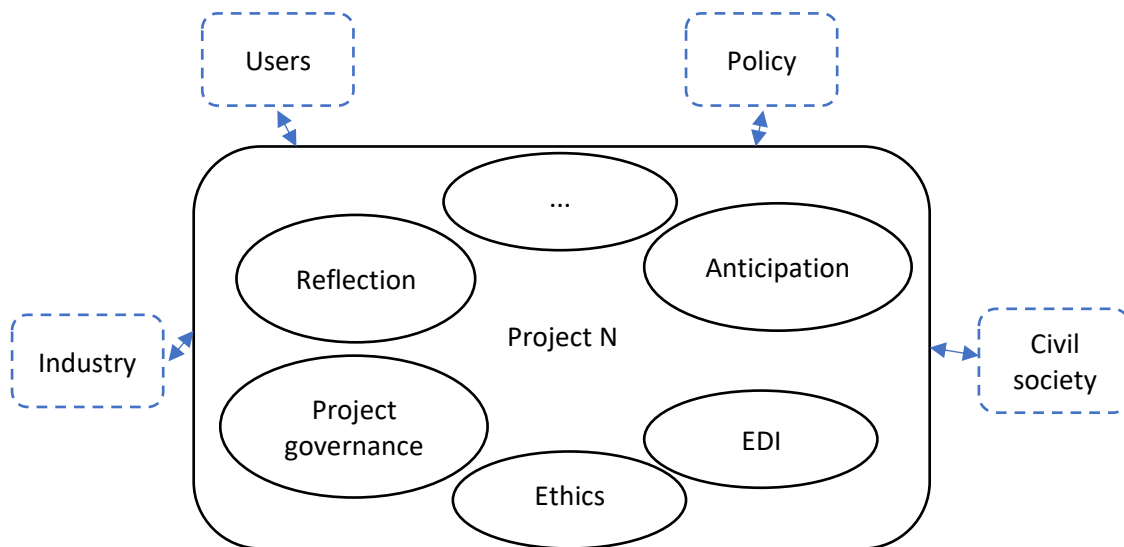 Users
Policy
...
Reflection
Anticipation
Project N
Industry
Civil
society
Project
governance
EDI
Ethics